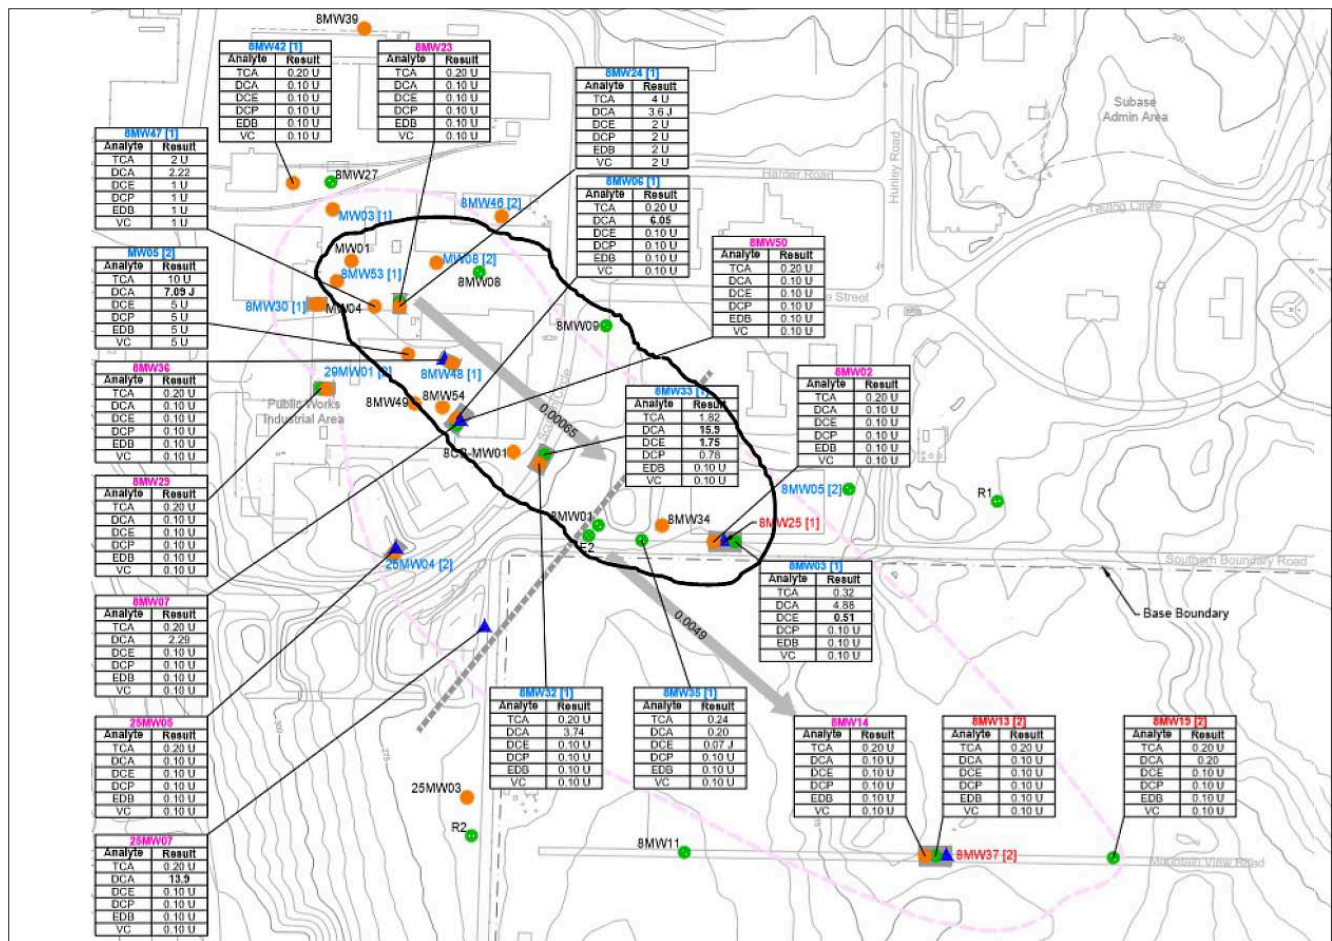 8MW39
8MW42 [1]
Analyte Result
TCA 0.20 U
DCA 0.10 U
DCE 0.10 U
DCP 0.10 U
EDB 0.10 U
VC 0.10 U
8MW23
Analyte Result
TCA 0.20 U
DCA 0.10 U
DCE 0.10 U
DCP 0.10 U
EDB 0.10 U
VC 0.10 U
8MW24 [1]
Analyte Result
TCA 4 U
DCA 3.6 J
DCE 2 U
DCP 2 U
EDB 2 U
VC 2 U
300
Subase
Admin Area
8MW47 [1]
Analyte Result
TCA 2 U
DCA 2.22
DCE 1 U
DCP 1 U
EDB 1 U
VC 1 U
8MW27
Harder Road
Hunley Road
8MW06 [1]
Analyte Result
TCA 0.20 U
DCA 6.05
DCE 0.10 U
DCP 0.10 U
EDB 0.10 U
VC 0.10 U
MW03 [1]
8MW46 [2]
Circle
8MW50
Analyte Result
TCA 0.20 U
DCA 0.10 U
DCE 0.10 U
DCP 0.10 U
EDB 0.10 U
VC 0.10 U
MW05 [2]
Analyte Result
TCA 10 U
DCA 7.09 J
DCE 5 U
DCP 5 U
EDB 5 U
VC 5 U
MW01
MW08 [2]
8MW53 [1]
8MW08
8MW30 [1]
MW04
Street
8MW09
8MW36
Analyte Result
TCA 0.20 U
DCA 0.10 U
DCE 0.10 U
DCP 0.10 U
EDB 0.10 U
VC 0.10 U
29MW01 [2]
8MW48 [1]
8MW49
8MW54
Public Works
Industrial Area
0.00065
8MW33 [1]
Analyte Result
TCA 1.82
DCA 15.9
DCE 1.75
DCP 0.78
EDB 0.10 U
VC 0.10 U
8MW02
Analyte Result
TCA 0.20 U
DCA 0.10 U
DCE 0.10 U
DCP 0.10 U
EDB 0.10 U
VC 0.10 U
8MW29
Analyte Result
TCA 0.20 U
DCA 0.10 U
DCE 0.10 U
DCP 0.10 U
EDB 0.10 U
VC 0.10 U
8MW05 [2]
R1
8MW01
8MW34
8MW25 [1]
E2
25MW04 [2]
Southern Boundary Road
Base Boundary
8MW03 [1]
Analyte Result
TCA 0.32
DCA 4.88
DCE 0.51
DCP 0.10 U
EDB 0.10 U
VC 0.10 U
8MW07
Analyte Result
TCA 0.20 U
DCA 2.29
DCE 0.10 U
DCP 0.10 U
EDB 0.10 U
VC 0.10 U
0.0049
8MW32 [1]
Analyte Result
TCA 0.20 U
DCA 3.74
DCE 0.10 U
DCP 0.10 U
EDB 0.10 U
VC 0.10 U
8MW35 [1]
Analyte Result
TCA 0.24
DCA 0.20
DCE 0.07 J
DCP 0.10 U
EDB 0.10 U
VC 0.10 U
25MW05
Analyte Result
TCA 0.20 U
DCA 0.10 U
DCE 0.10 U
DCP 0.10 U
EDB 0.10 U
VC 0.10 U
275
8MW14
Analyte Result
TCA 0.20 U
DCA 0.10 U
DCE 0.10 U
DCP 0.10 U
EDB 0.10 U
VC 0.10 U
8MW13 [2]
Analyte Result
TCA 0.20 U
DCA 0.10 U
DCE 0.10 U
DCP 0.10 U
EDB 0.10 U
VC 0.10 U
8MW19 [2]
Analyte Result
TCA 0.20 U
DCA 0.20
DCE 0.10 U
DCP 0.10 U
EDB 0.10 U
VC 0.10 U
25MW03
R2
25MW07
Analyte Result
TCA 0.20 U
DCA 13.9
DCE 0.10 U
DCP 0.10 U
EDB 0.10 U
VC 0.10 U
8MW11
8MW37 [2]
Mountain View Road